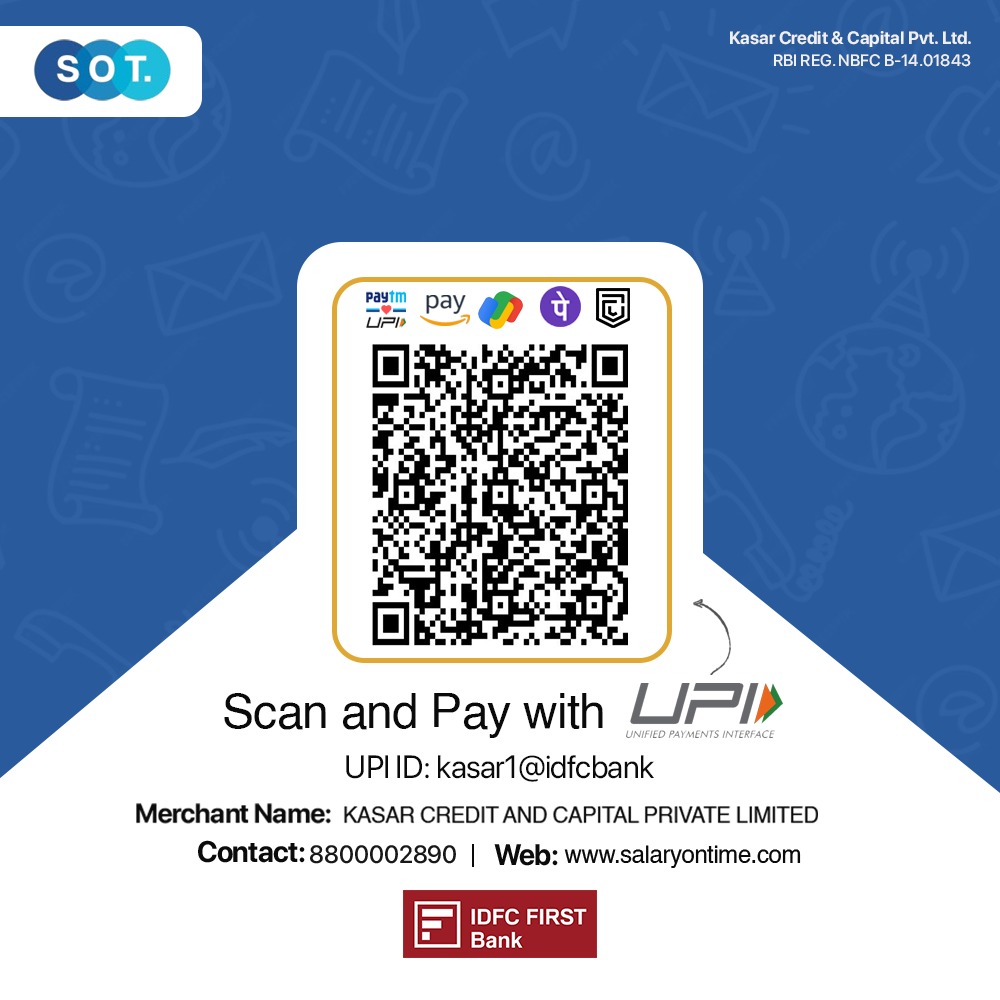 SOT.
Kasar Credit & Capital Pvt. Ltd.
RBI REG. NBFC B-14.01843
paytm pay पे
UPI
Scan and Pay with UPI
UNIFIED PAYMENTS INTERFACE
UPI ID: kasar1@idfcbank
Merchant Name: KASAR CREDIT AND CAPITAL PRIVATE LIMITED
Contact: 8800002890 | Web: www.salaryontime.com
IDFC FIRST
Bank